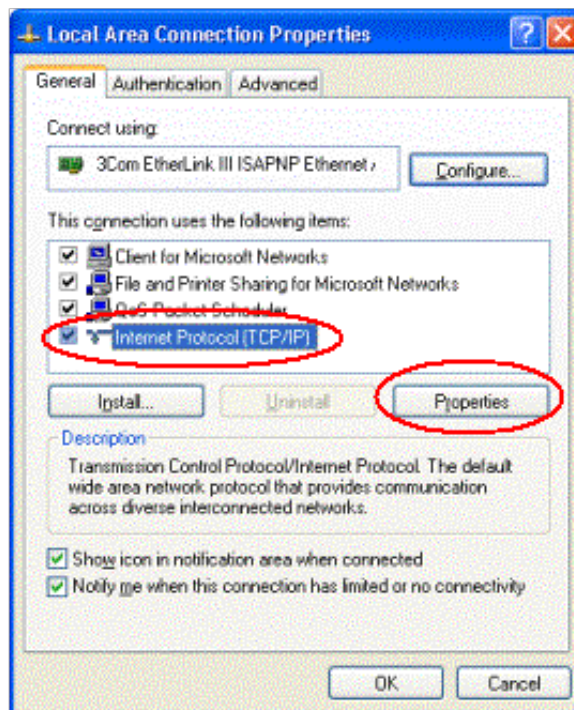 Local Area Connection Properties
General Authentication Advanced
Connect using:
3Com EtherLink III ISAPNP Ethernet
Configure...
This connection uses the following items:
Client for Microsoft Networks
File and Printer Sharing for Microsoft Networks
QoS Packet Scheduler
Internet Protocol (TCP/IP)
Install... Uninstall Properties
Description
Transmission Control Protocol/Internet Protocol. The default
wide area network protocol that provides communication
across diverse interconnected networks.
Show icon in notification area when connected
Notify me when this connection has limited or no connectivity
OK Cancel